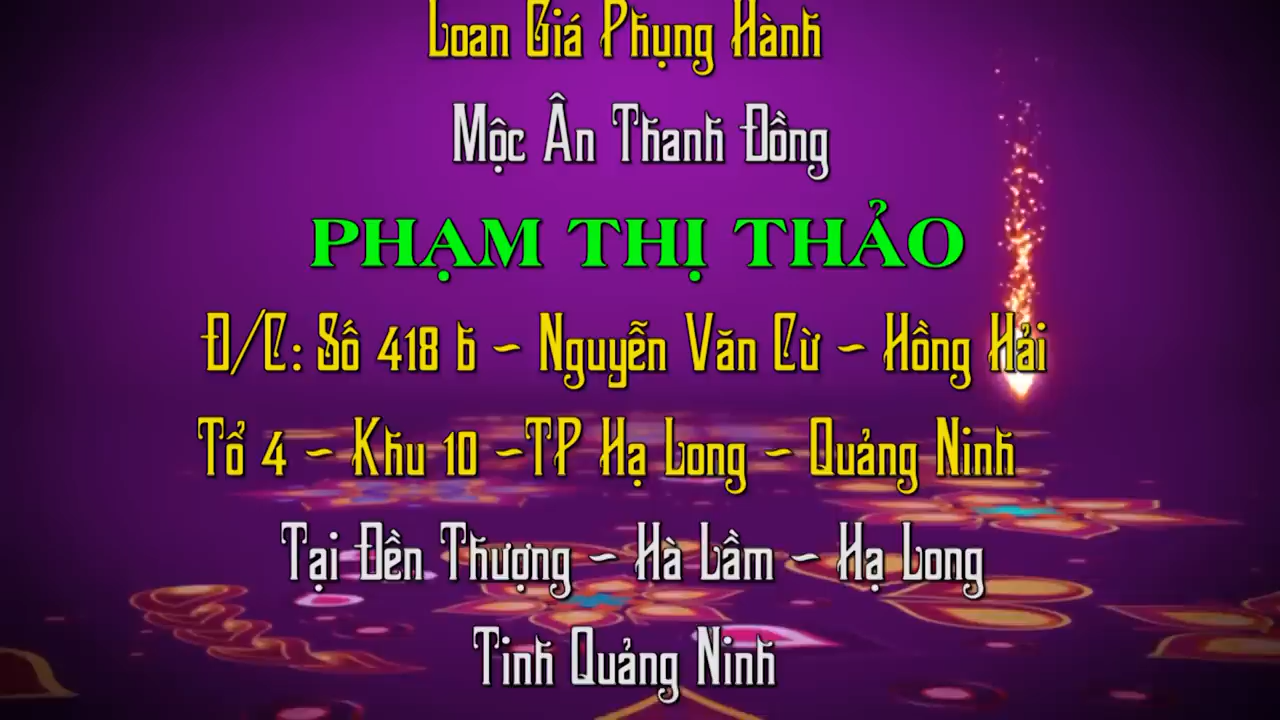 Loan Giá Phụng Hành
Mộc Ân Thanh Đồng
PHẠM THỊ THẢO
Đ/C: Số 418 b - Nguyễn Văn Cừ - Hồng Hải
Tổ 4 - Khu 10 -TP Hạ Long - Quảng Ninh
Tại Đền Thượng - Hà Lầm - Hạ Long
Tinh Quảng Ninh